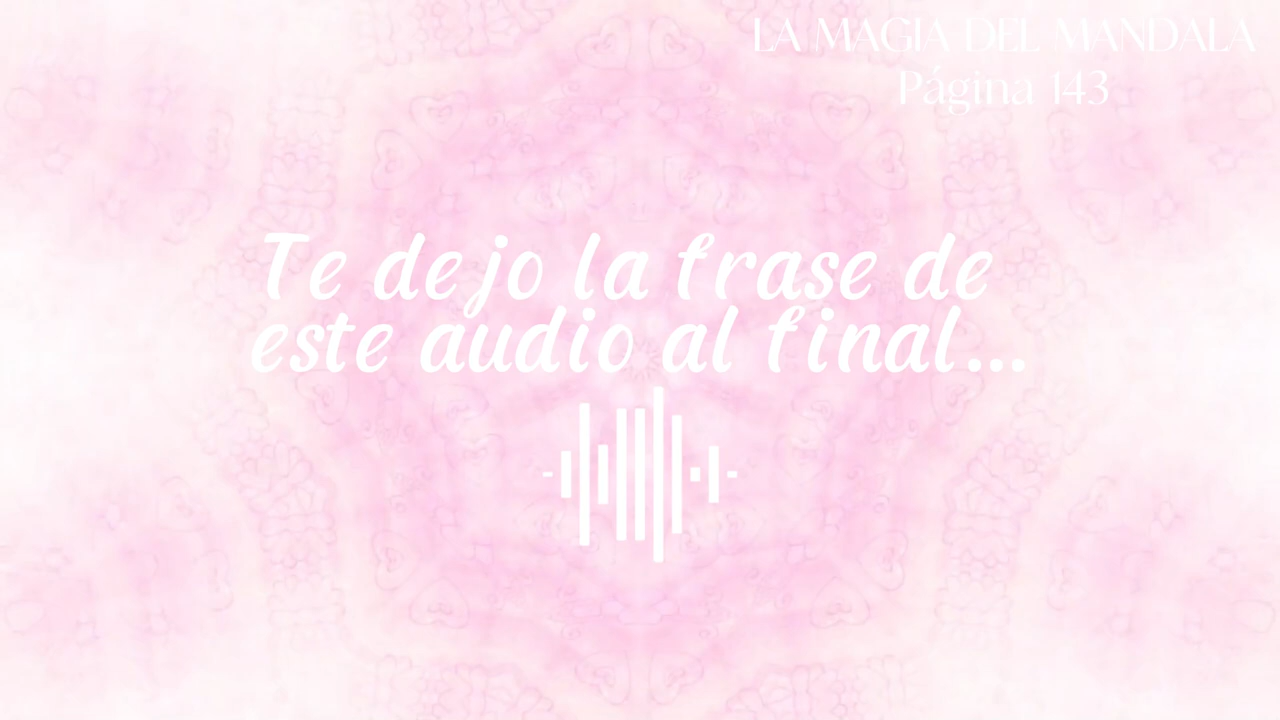 LA MAGIA DEL MANDALA
Página 143
Te dejo la frase de
este audio al final...